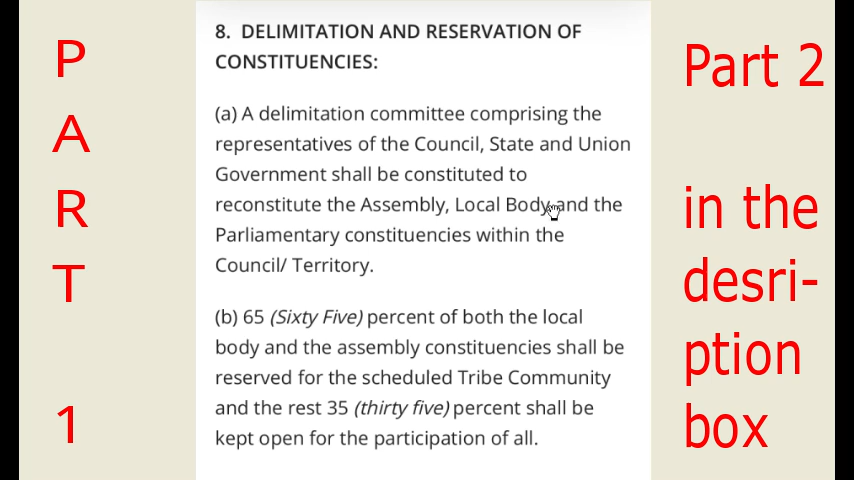 P
A
R
T
1
8. DELIMITATION AND RESERVATION OF
CONSTITUENCIES:
(a) A delimitation committee comprising the
representatives of the Council, State and Union
Government shall be constituted to
reconstitute the Assembly, Local Body and the
Parliamentary constituencies within the
Council/ Territory.
(b) 65 (Sixty Five) percent of both the local
body and the assembly constituencies shall be
reserved for the scheduled Tribe Community
and the rest 35 (thirty five) percent shall be
kept open for the participation of all.
Part 2
in the
desri-
ption
box